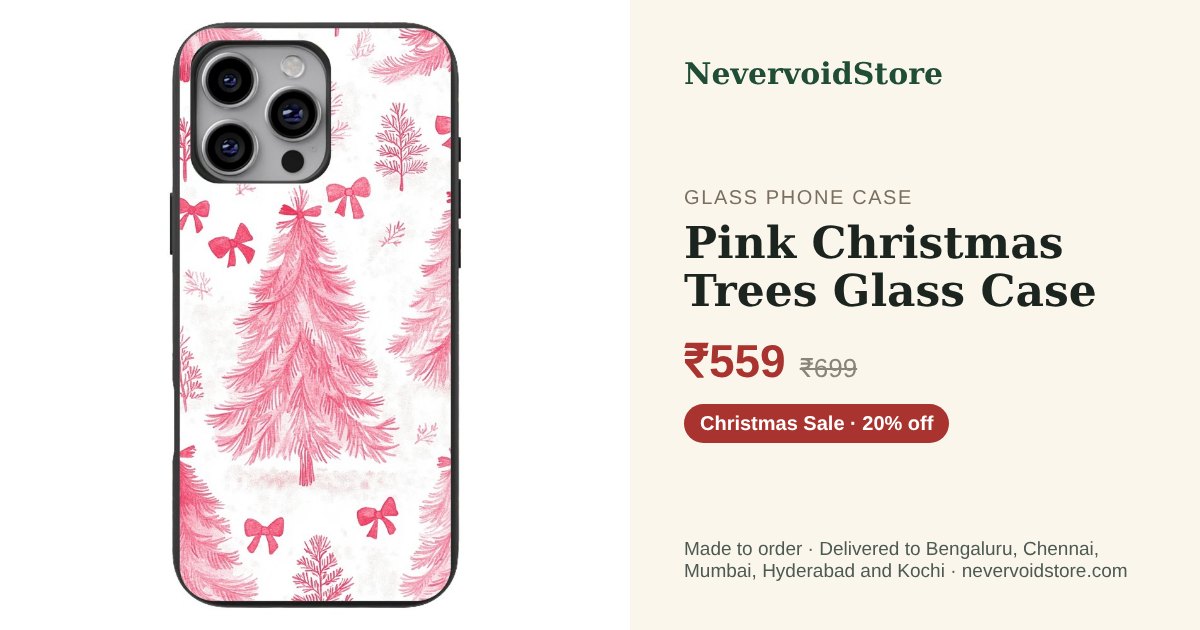 NevervoidStore
GLASS PHONE CASE
Pink Christmas
Trees Glass Case
₹559 ₹699
Christmas Sale · 20% off
Made to order · Delivered to Bengaluru, Chennai,
Mumbai, Hyderabad and Kochi · nevervoidstore.com